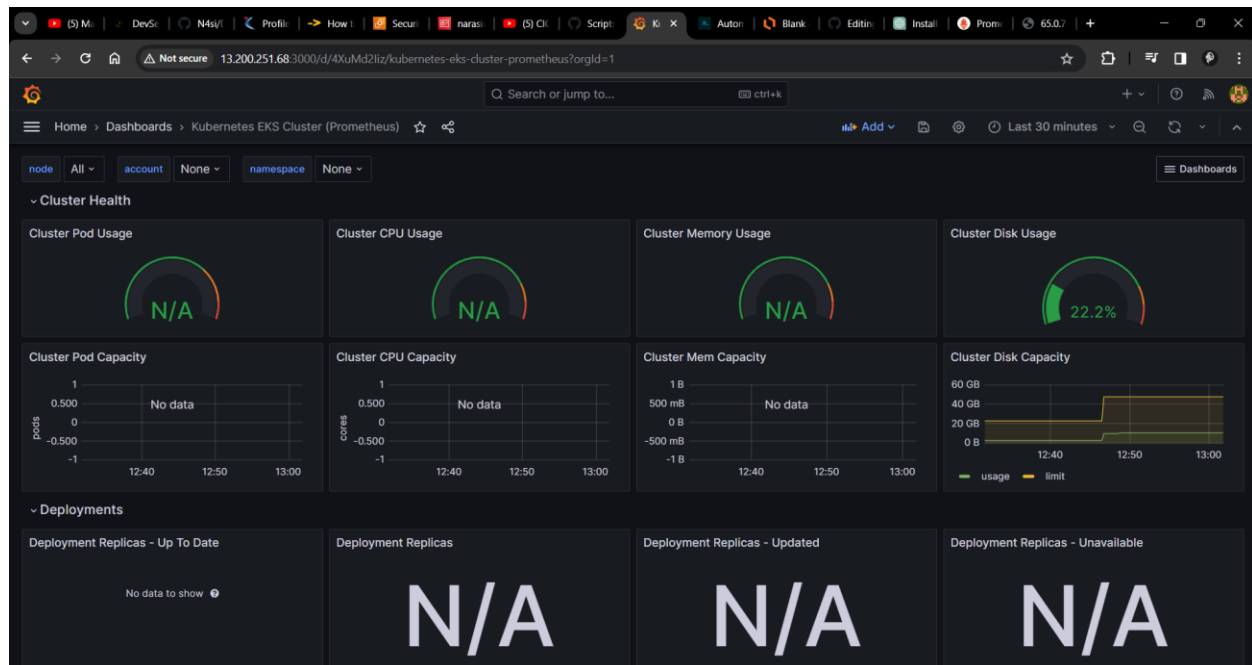 (5) Ma
DevSe
N4si/(
Profile
How t
Securi
narasi
(5) CIC
Script:
Ki
Auton
Blank
Editin
Install
Prome
65.0.7
Not secure
13.200.251.68:3000/d/4XuMd2Iiz/kubernetes-eks-cluster-prometheus?orgId=1
Search or jump to...
ctrl+k
Home › Dashboards › Kubernetes EKS Cluster (Prometheus)
Add
Last 30 minutes
node All account None namespace None
Dashboards
Cluster Health
Cluster Pod Usage
N/A
Cluster CPU Usage
N/A
Cluster Memory Usage
N/A
Cluster Disk Usage
22.2%
Cluster Pod Capacity
pods
1
0.500
0
-0.500
-1
No data
12:40 12:50 13:00
Cluster CPU Capacity
cores
1
0.500
0
-0.500
-1
No data
12:40 12:50 13:00
Cluster Mem Capacity
1 B
500 mB
0 B
-500 mB
-1 B
No data
12:40 12:50 13:00
Cluster Disk Capacity
60 GB
40 GB
20 GB
0 B
12:40 12:50 13:00
usage limit
Deployments
Deployment Replicas - Up To Date
No data to show
Deployment Replicas
N/A
Deployment Replicas - Updated
N/A
Deployment Replicas - Unavailable
N/A